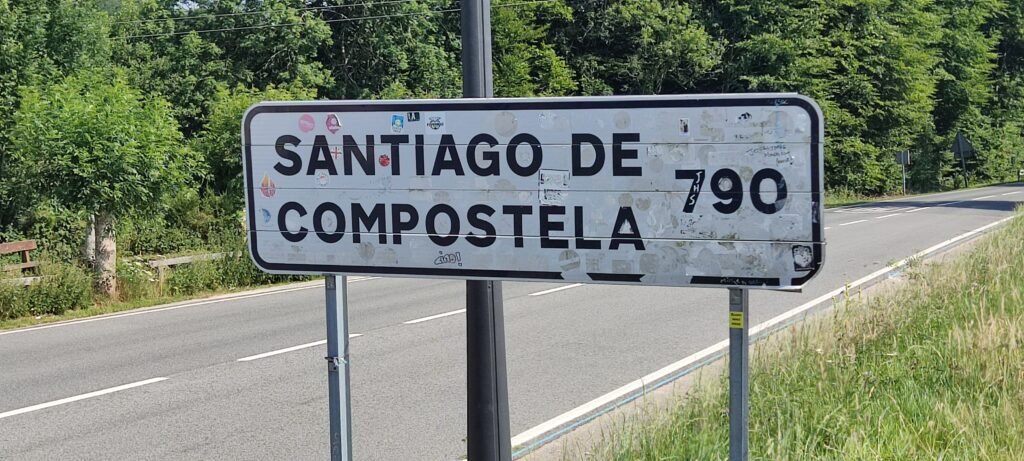 SANTIAGO DE
COMPOSTELA
790